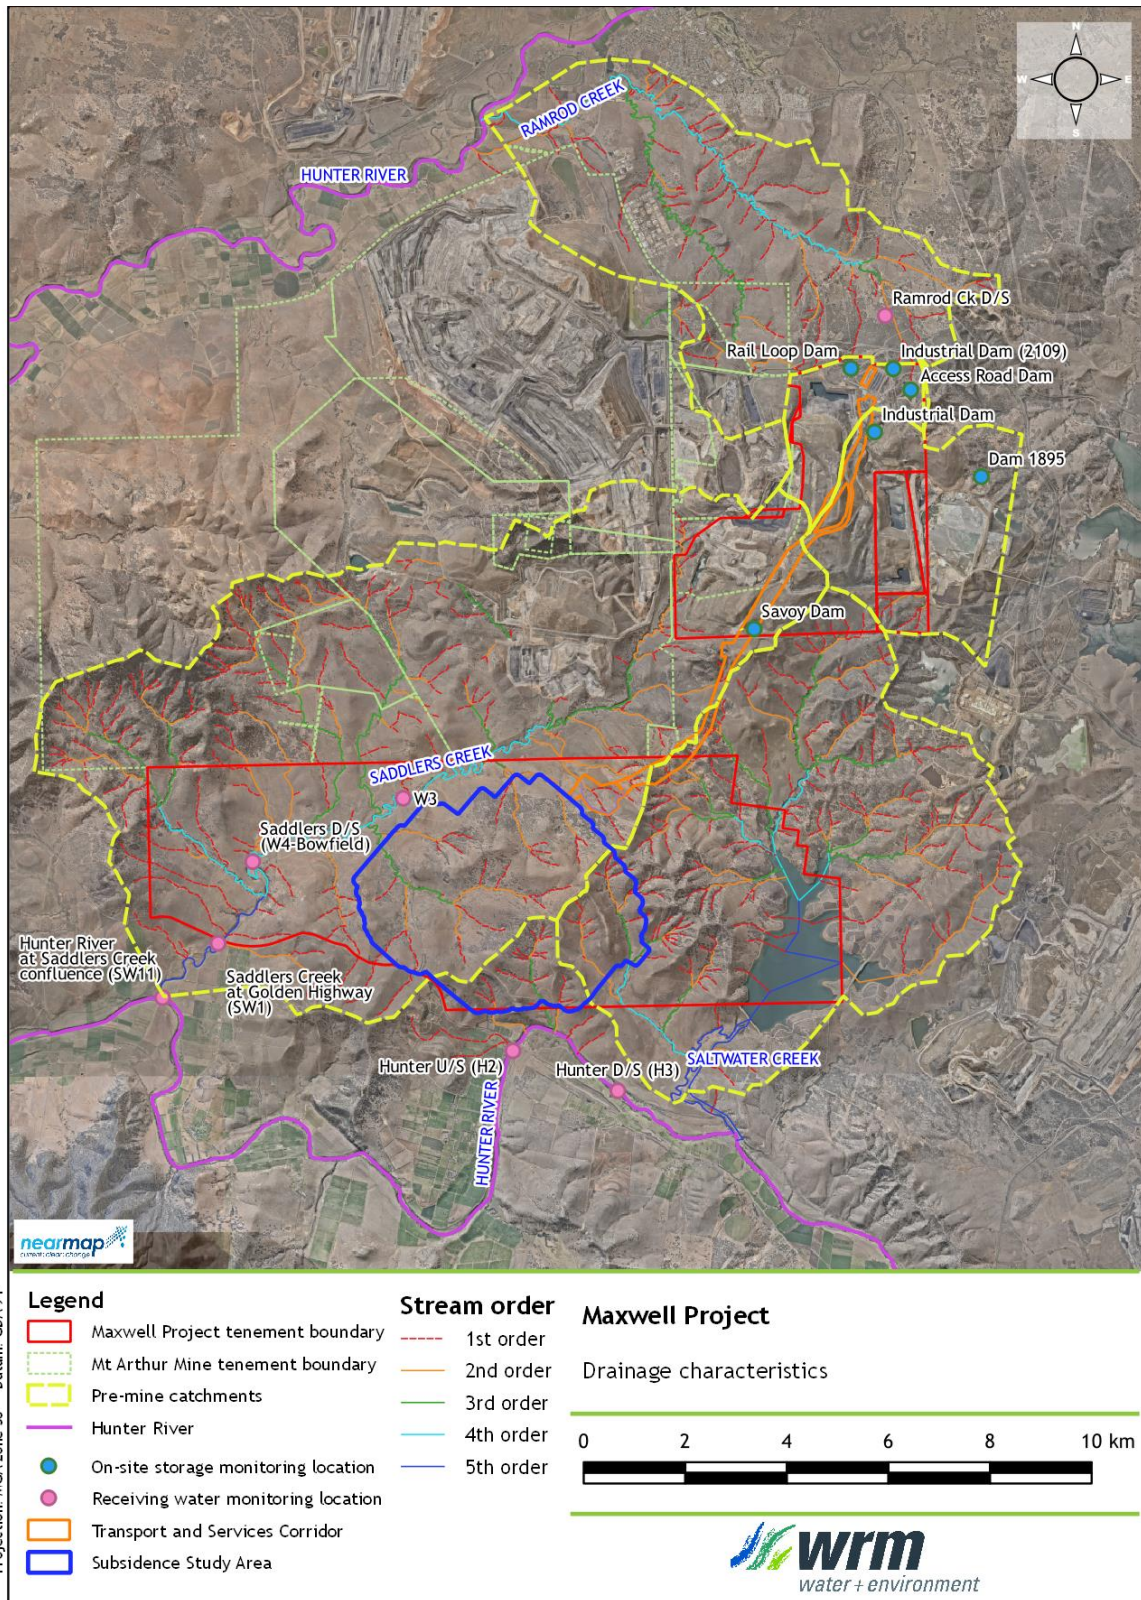 N
W
E
S
RAMROD CREEK
HUNTER RIVER
Ramrod Ck D/S
Rail Loop Dam
Industrial Dam (2109)
Access Road Dam
Industrial Dam
Dam 1895
Savoy Dam
SADDLERS CREEK
W3
Saddlers D/S
(W4-Bowfield)
Hunter River
at Saddlers Creek
confluence (SW11)
Saddlers Creek
at Golden Highway
(SW1)
Hunter U/S (H2)
Hunter D/S (H3)
SALTWATER CREEK
HUNTER RIVER
nearmap
current:clear:change
Legend
Maxwell Project tenement boundary
Mt Arthur Mine tenement boundary
Pre-mine catchments
Hunter River
On-site storage monitoring location
Receiving water monitoring location
Transport and Services Corridor
Subsidence Study Area
Stream order
1st order
2nd order
3rd order
4th order
5th order
Maxwell Project
Drainage characteristics
0 2 4 6 8 10 km
wrm
water + environment